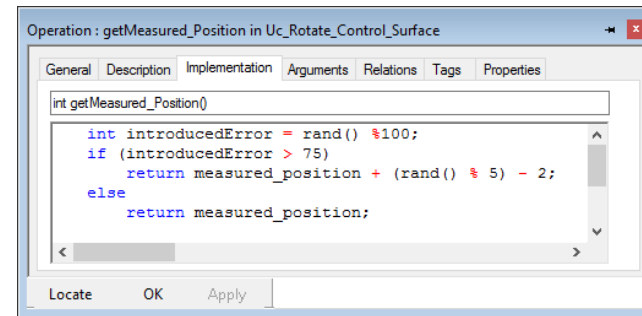 Operation : getMeasured_Position in Uc_Rotate_Control_Surface
General Description Implementation Arguments Relations Tags Properties
int getMeasured_Position()
int introducedError = rand() %100;
if (introducedError > 75)
return measured_position + (rand() % 5) - 2;
else
return measured_position;
Locate OK Apply